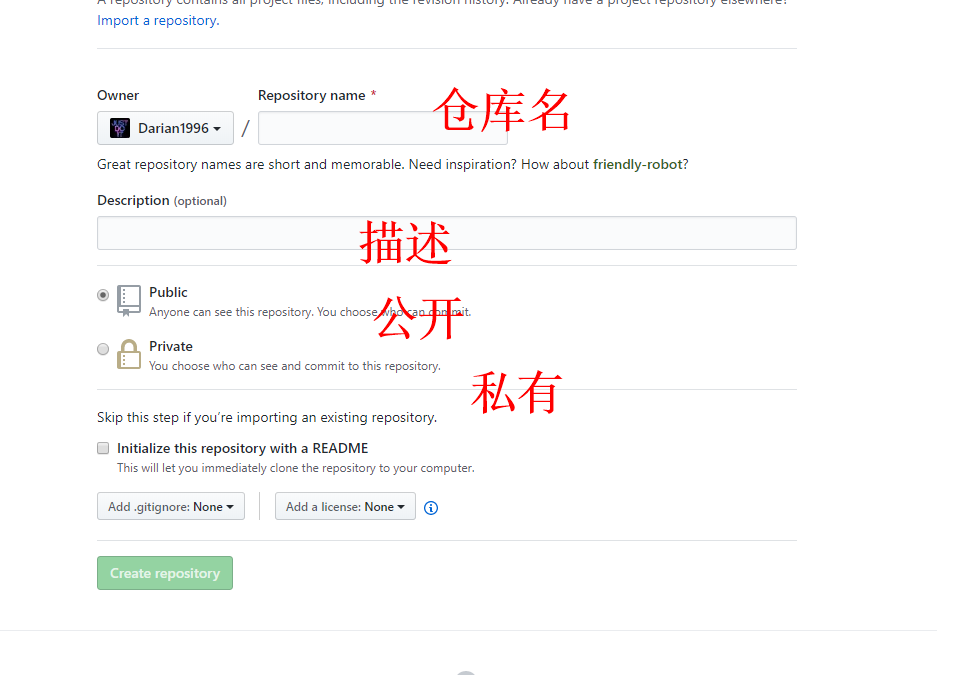 A repository contains all project files, including the revision history. Already have a project repository elsewhere?
Import a repository.
Owner
Repository name *
仓库名
Darian1996
/
Great repository names are short and memorable. Need inspiration? How about friendly-robot?
Description (optional)
描述
Public
Anyone can see this repository. You choose who can commit.
公开
Private
You choose who can see and commit to this repository.
私有
Skip this step if you’re importing an existing repository.
Initialize this repository with a README
This will let you immediately clone the repository to your computer.
Add .gitignore: None
Add a license: None
Create repository